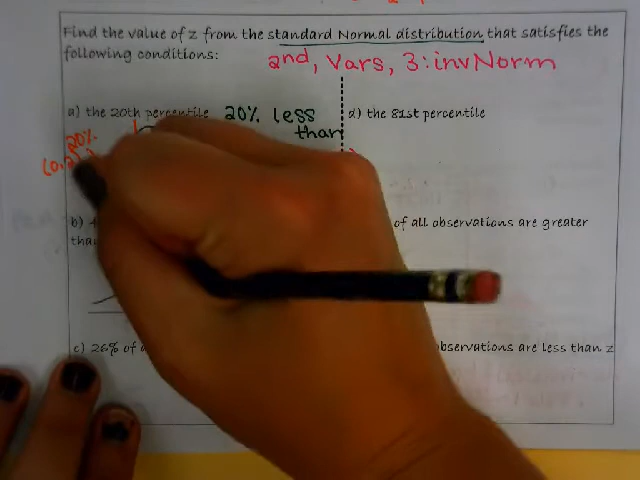 Find the value of z from the standard Normal distribution that satisfies the
following conditions:
2nd, Vars, 3:invNorm
a) the 20th percentile
20% less
than
20%
(0.2)
d) the 81st percentile
b)
of all observations are greater
c) 26% of
observations are less than z